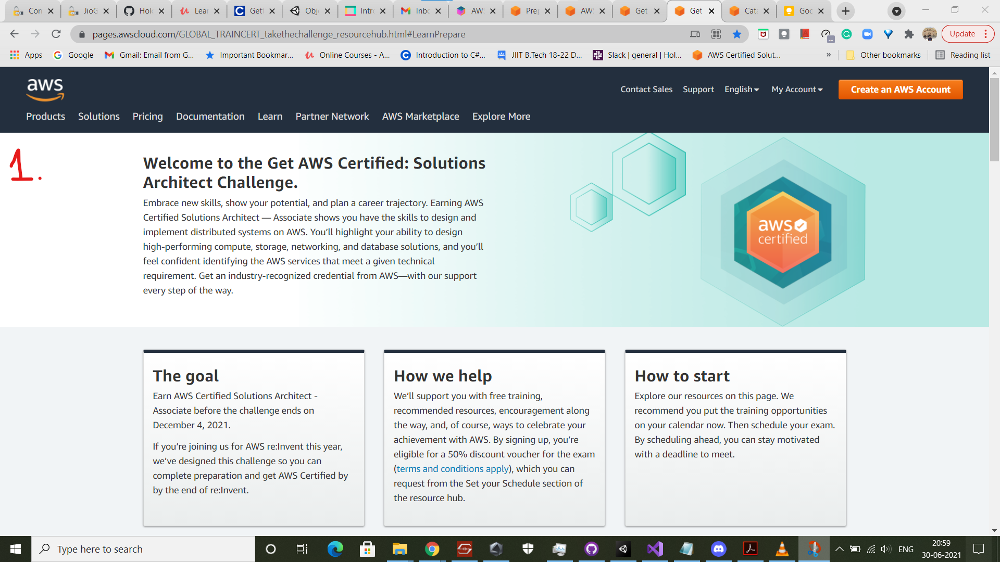 Con
JioG
Hol
Lear
Get
Obj
Intr
Inbo
AW
Pre
AW
Get
Get
Cat
Goo
pages.awscloud.com/GLOBAL_TRAINCERT_takethechallenge_resourcehub.html#LearnPrepare
Update
Apps Google Gmail: Email from G... Important Bookmar... Online Courses - A... Introduction to C#... JIIT B.Tech 18-22 D... Slack | general | Hol... AWS Certified Solut... » Other bookmarks Reading list
aws
Contact Sales Support English My Account Create an AWS Account
Products Solutions Pricing Documentation Learn Partner Network AWS Marketplace Explore More
1.
Welcome to the Get AWS Certified: Solutions
Architect Challenge.
Embrace new skills, show your potential, and plan a career trajectory. Earning AWS
Certified Solutions Architect — Associate shows you have the skills to design and
implement distributed systems on AWS. You’ll highlight your ability to design
high-performing compute, storage, networking, and database solutions, and you’ll
feel confident identifying the AWS services that meet a given technical
requirement. Get an industry-recognized credential from AWS—with our support
every step of the way.
aws
certified
The goal
Earn AWS Certified Solutions Architect -
Associate before the challenge ends on
December 4, 2021.
If you’re joining us for AWS re:Invent this year,
we’ve designed this challenge so you can
complete preparation and get AWS Certified by
by the end of re:Invent.
How we help
We’ll support you with free training,
recommended resources, encouragement along
the way, and, of course, ways to celebrate your
achievement with AWS. By signing up, you’re
eligible for a 50% discount voucher for the exam
(terms and conditions apply), which you can
request from the Set your Schedule section of
the resource hub.
How to start
Explore our resources on this page. We
recommend you put the training opportunities
on your calendar now. Then schedule your exam.
By scheduling ahead, you can stay motivated
with a deadline to meet.
Type here to search
ENG
20:59
30-06-2021